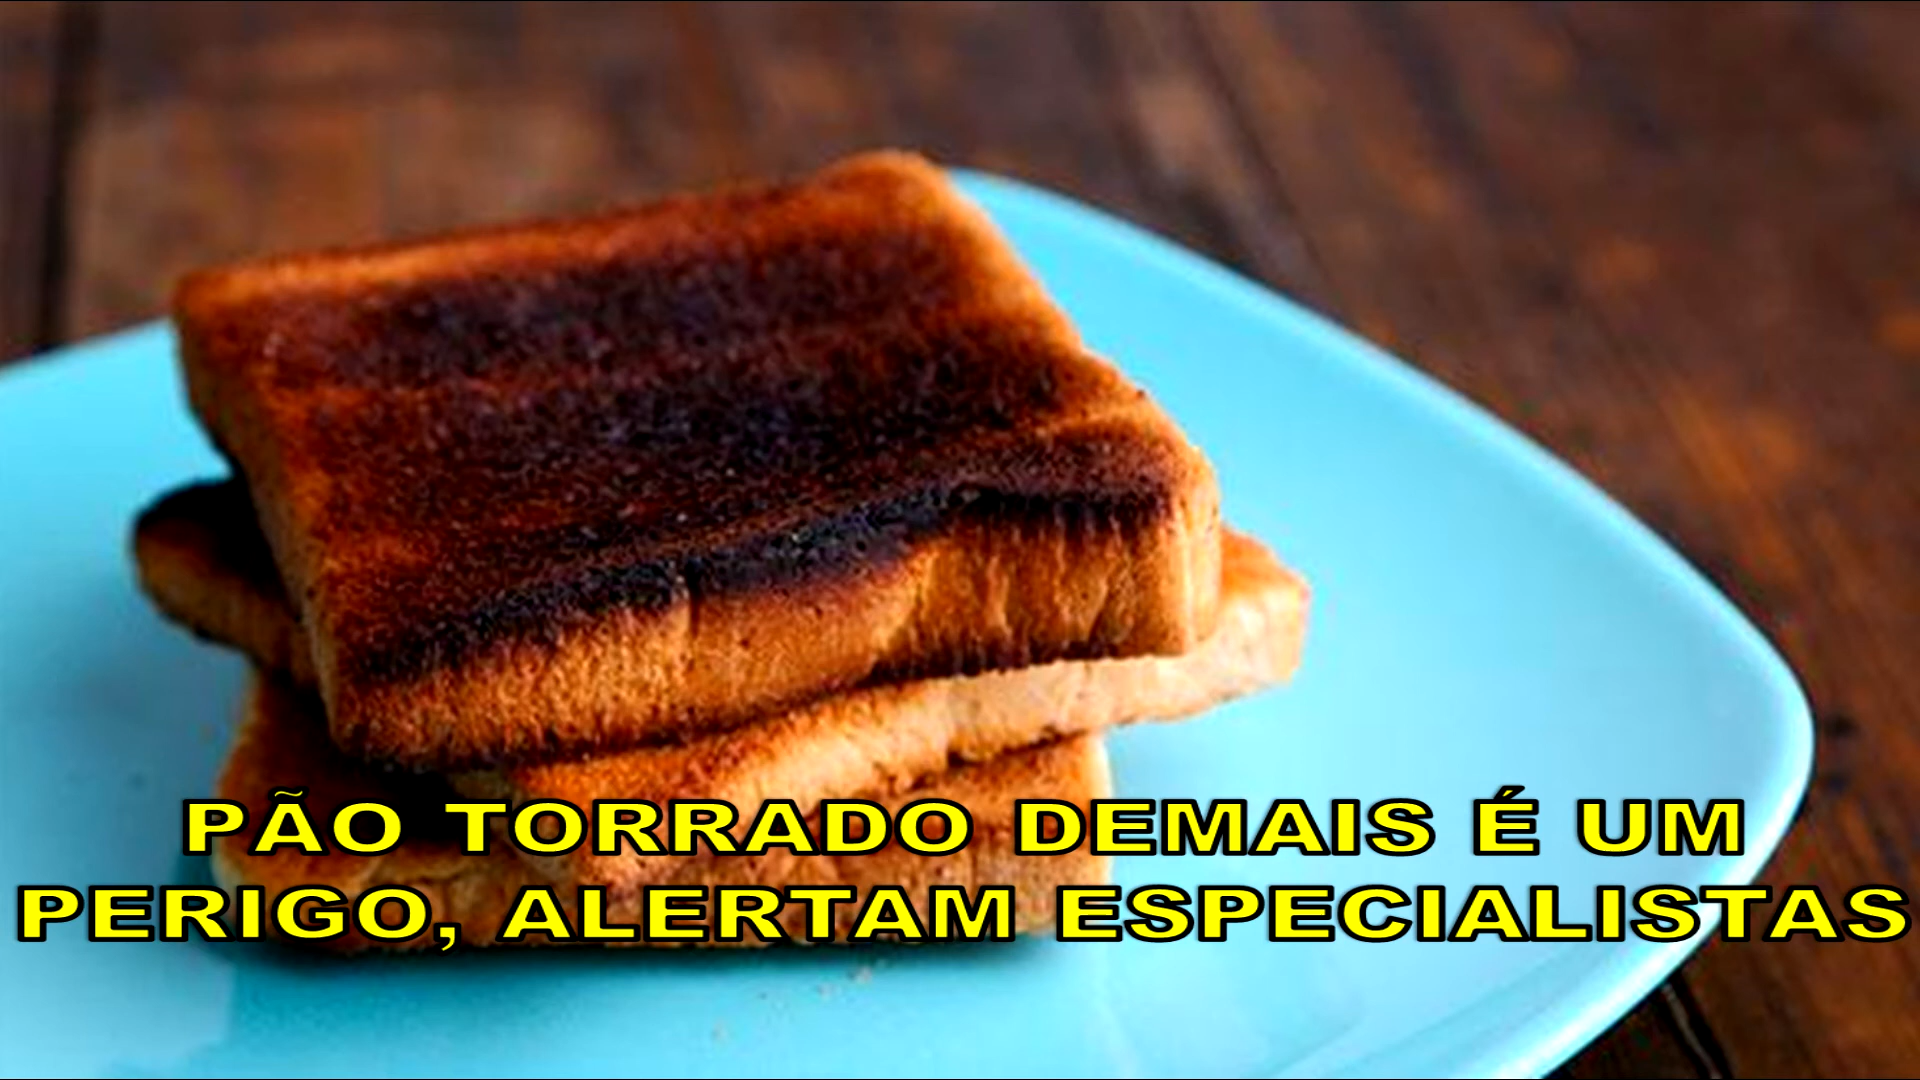 PÃO TORRADO DEMAIS É UM
PERIGO, ALERTAM ESPECIALISTAS